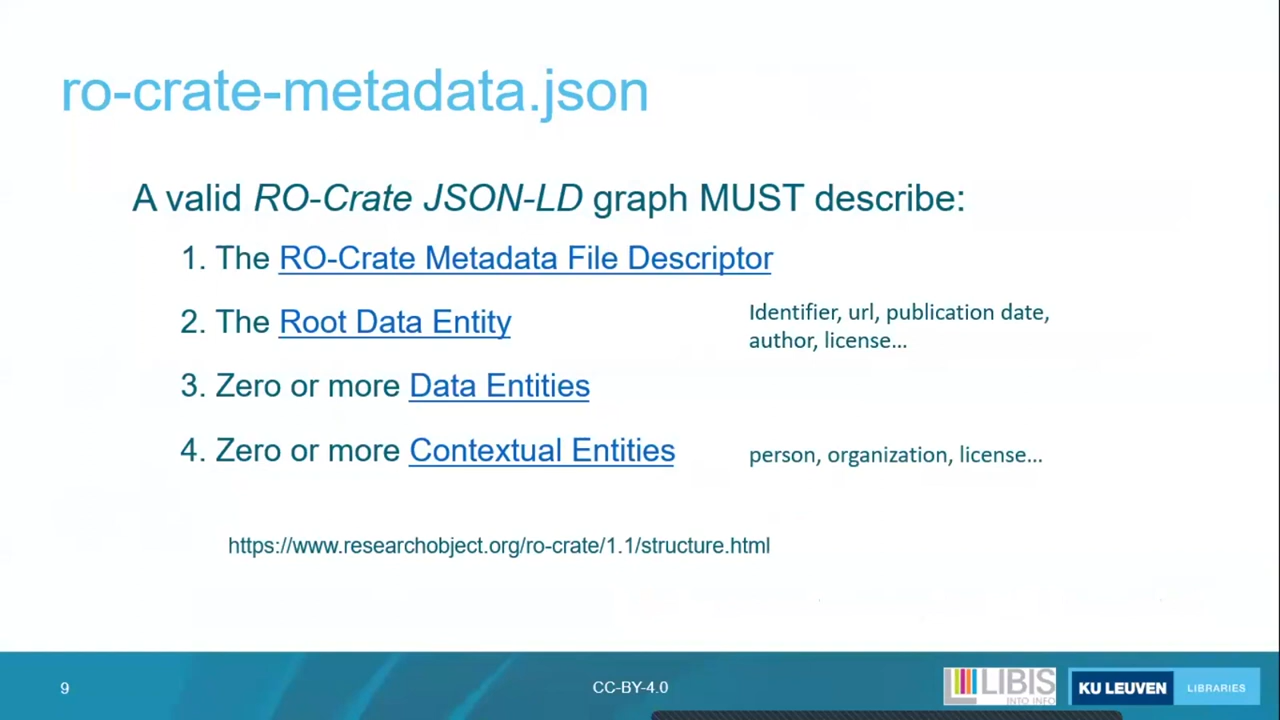 ro-crate-metadata.json
A valid RO-Crate JSON-LD graph MUST describe:
1. The RO-Crate Metadata File Descriptor
2. The Root Data Entity
Identifier, url, publication date,
author, license...
3. Zero or more Data Entities
4. Zero or more Contextual Entities
person, organization, license...
https://www.researchobject.org/ro-crate/1.1/structure.html
9
CC-BY-4.0
LIBIS
INTO INFO
KU LEUVEN
LIBRARIES